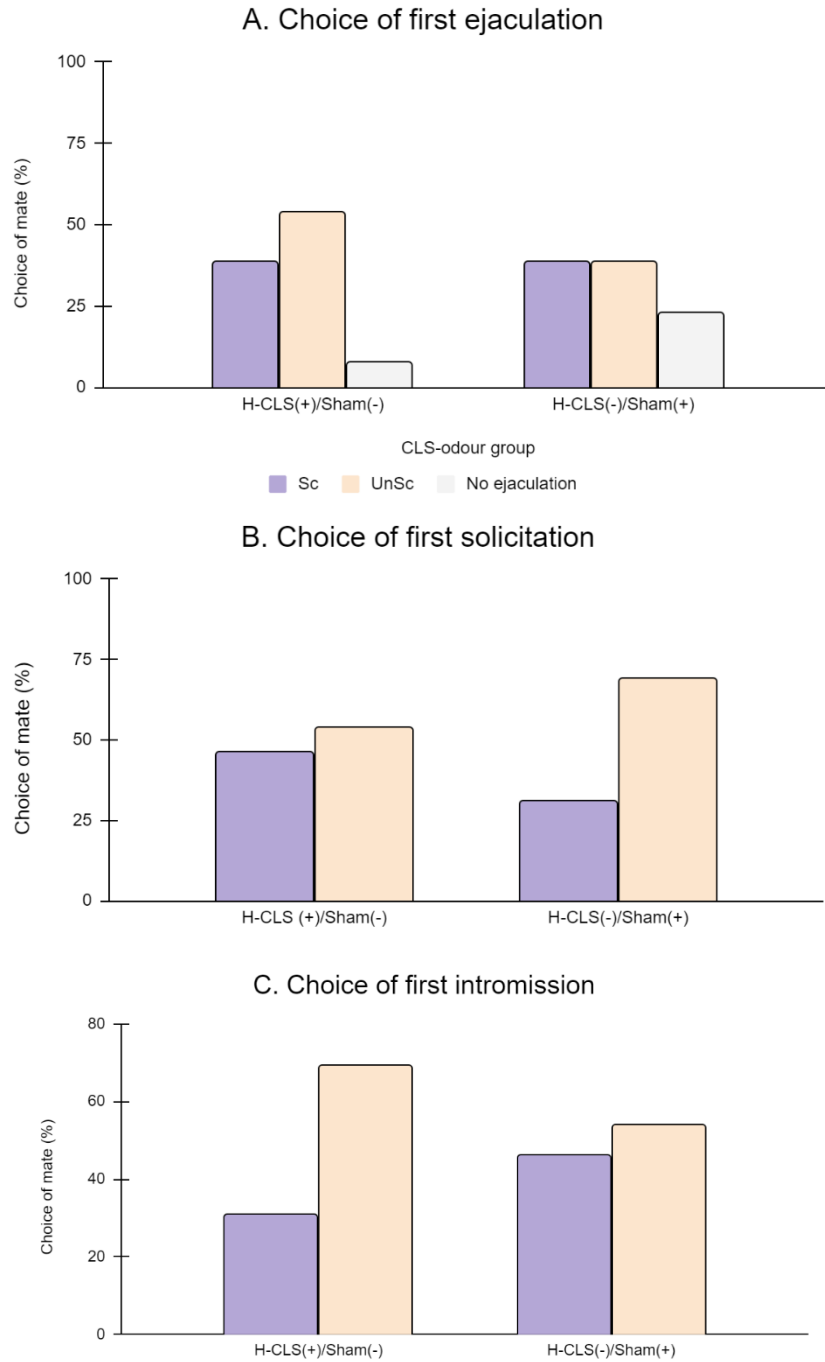 A. Choice of first ejaculation
Choice of mate (%)
100
75
50
25
0
H-CLS(+)/Sham(-) H-CLS(-)/Sham(+)
CLS-odour group
Sc UnSc No ejaculation
B. Choice of first solicitation
Choice of mate (%)
100
75
50
25
0
H-CLS (+)/Sham(-) H-CLS(-)/Sham(+)
C. Choice of first intromission
Choice of mate (%)
80
60
40
20
0
H-CLS(+)/Sham(-) H-CLS(-)/Sham(+)